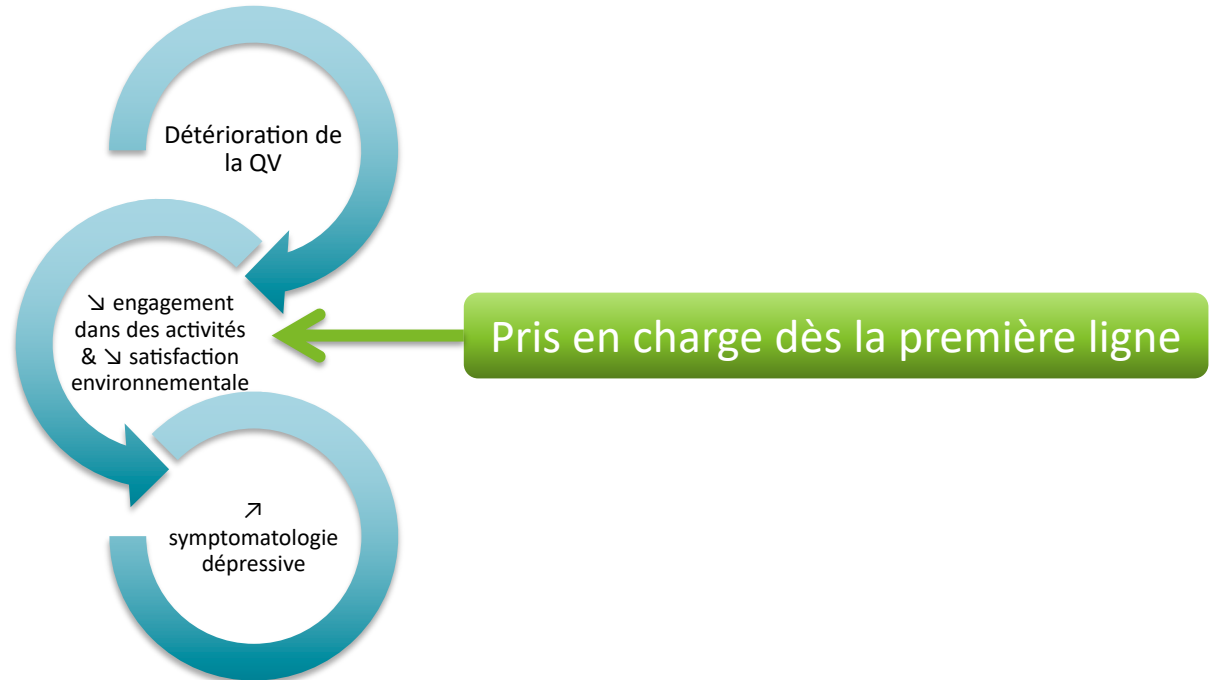 Détérioration de
la QV
↘ engagement
dans des activités
& ↘ satisfaction
environnementale
Pris en charge dès la première ligne
↗
symptomatologie
dépressive